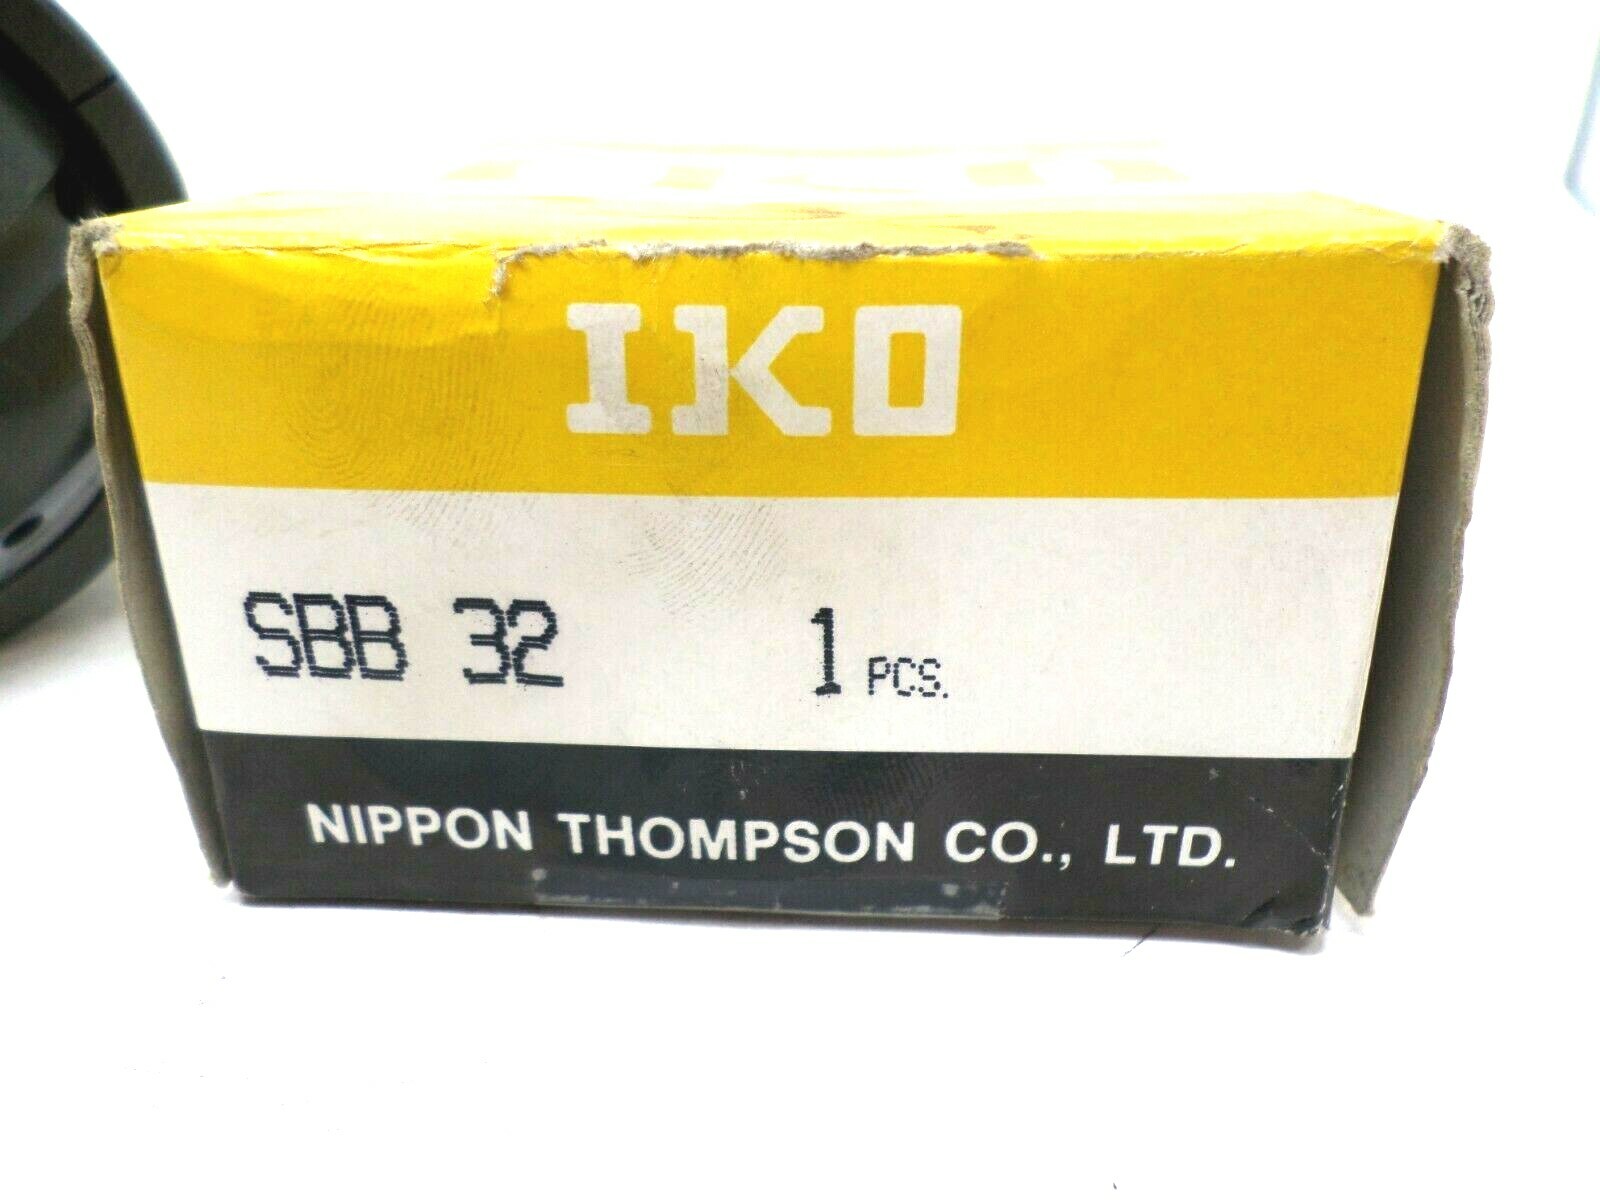 IKO
SBB 32 1 PCS.
NIPPON THOMPSON CO., LTD.